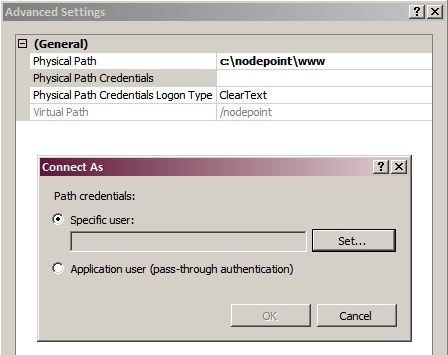 Advanced Settings
(General)
Physical Path c:\nodepoint\www
Physical Path Credentials
Physical Path Credentials Logon Type ClearText
Virtual Path /nodepoint
Connect As
Path credentials:
Specific user:
Set...
Application user (pass-through authentication)
OK Cancel